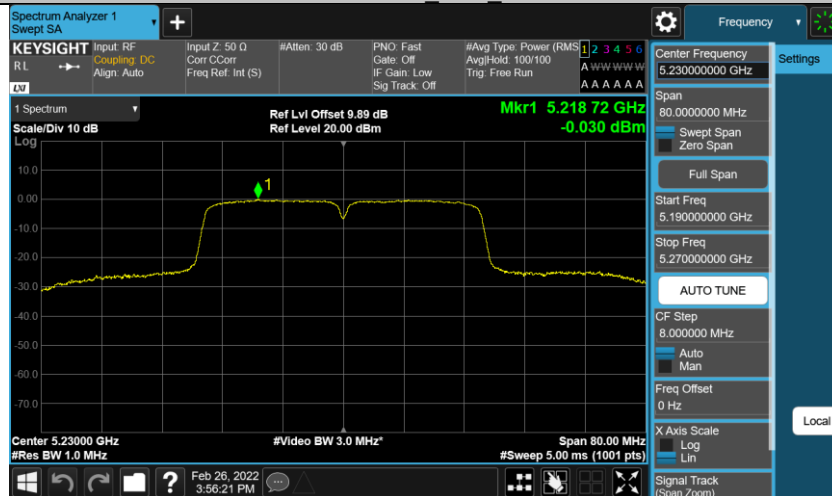 Spectrum Analyzer 1
Swept SA
+
Frequency
KEYSIGHT
RL
LXI
Input: RF
Coupling: DC
Align: Auto
Input Z: 50 Ω
Corr CCorr
Freq Ref: Int (S)
#Atten: 30 dB
PNO: Fast
Gate: Off
IF Gain: Low
Sig Track: Off
#Avg Type: Power (RMS
Avg|Hold: 100/100
Trig: Free Run
1 2 3 4 5 6
A W W W W W
A A A A A A
1 Spectrum
Scale/Div 10 dB
Log
Ref Lvl Offset 9.89 dB
Ref Level 20.00 dBm
Mkr1 5.218 72 GHz
-0.030 dBm
1
10.0
0.00
-10.0
-20.0
-30.0
-40.0
-50.0
-60.0
-70.0
Center 5.23000 GHz
#Res BW 1.0 MHz
#Video BW 3.0 MHz*
Span 80.00 MHz
#Sweep 5.00 ms (1001 pts)
?
Feb 26, 2022
3:56:21 PM
Center Frequency
5.230000000 GHz
Span
80.0000000 MHz
Swept Span
Zero Span
Full Span
Start Freq
5.190000000 GHz
Stop Freq
5.270000000 GHz
AUTO TUNE
CF Step
8.000000 MHz
Auto
Man
Freq Offset
0 Hz
X Axis Scale
Log
Lin
Signal Track
(Span Zoom)
Settings
Local